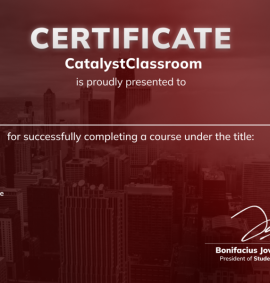 CERTIFICATE
CatalystClassroom
is proudly presented to
for successfully completing a course under the title:
e
Bonifacius Jov
President of Stude